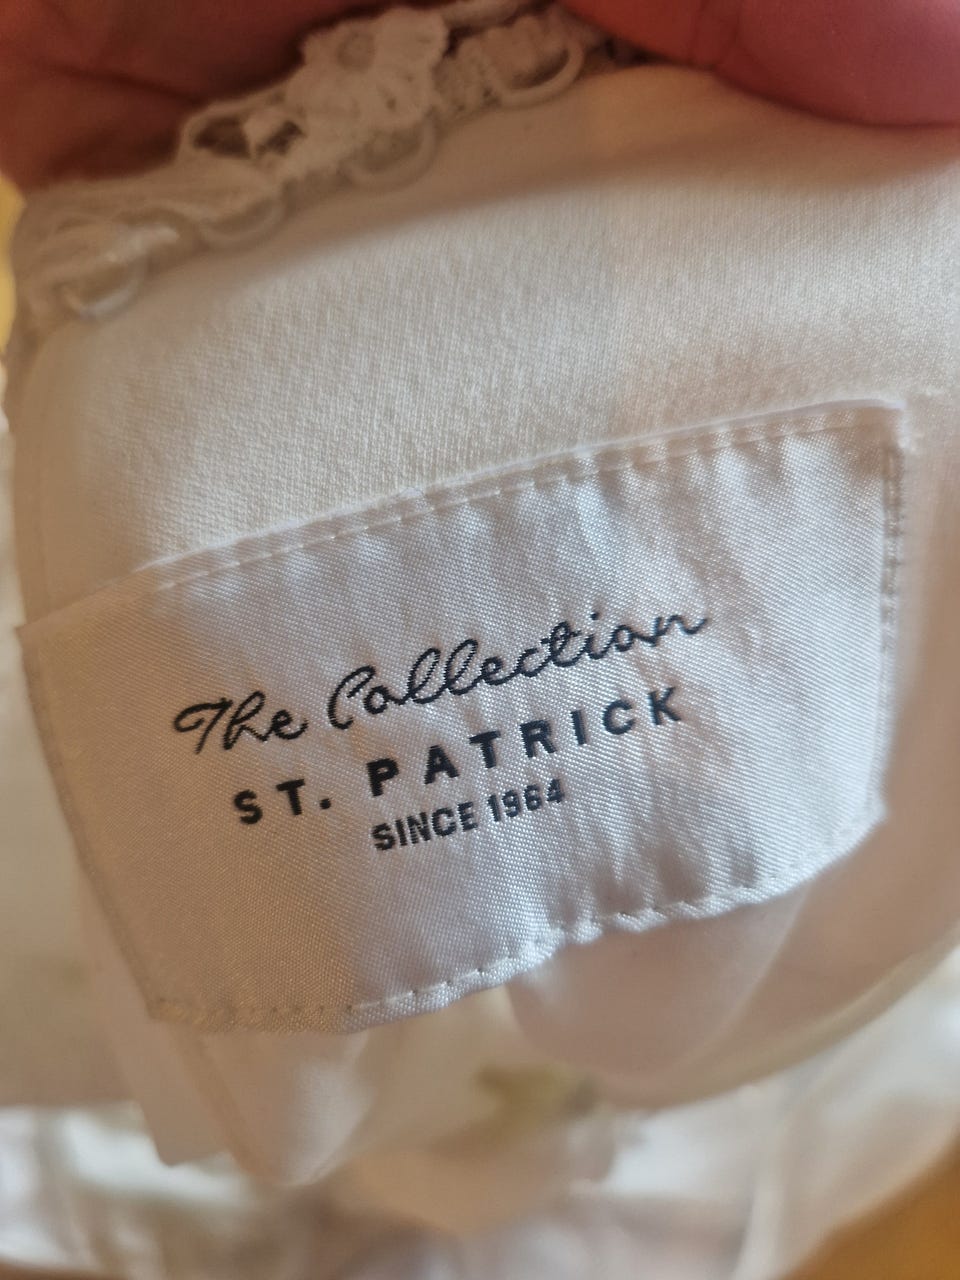 The Collection
ST. PATRICK
SINCE 1964